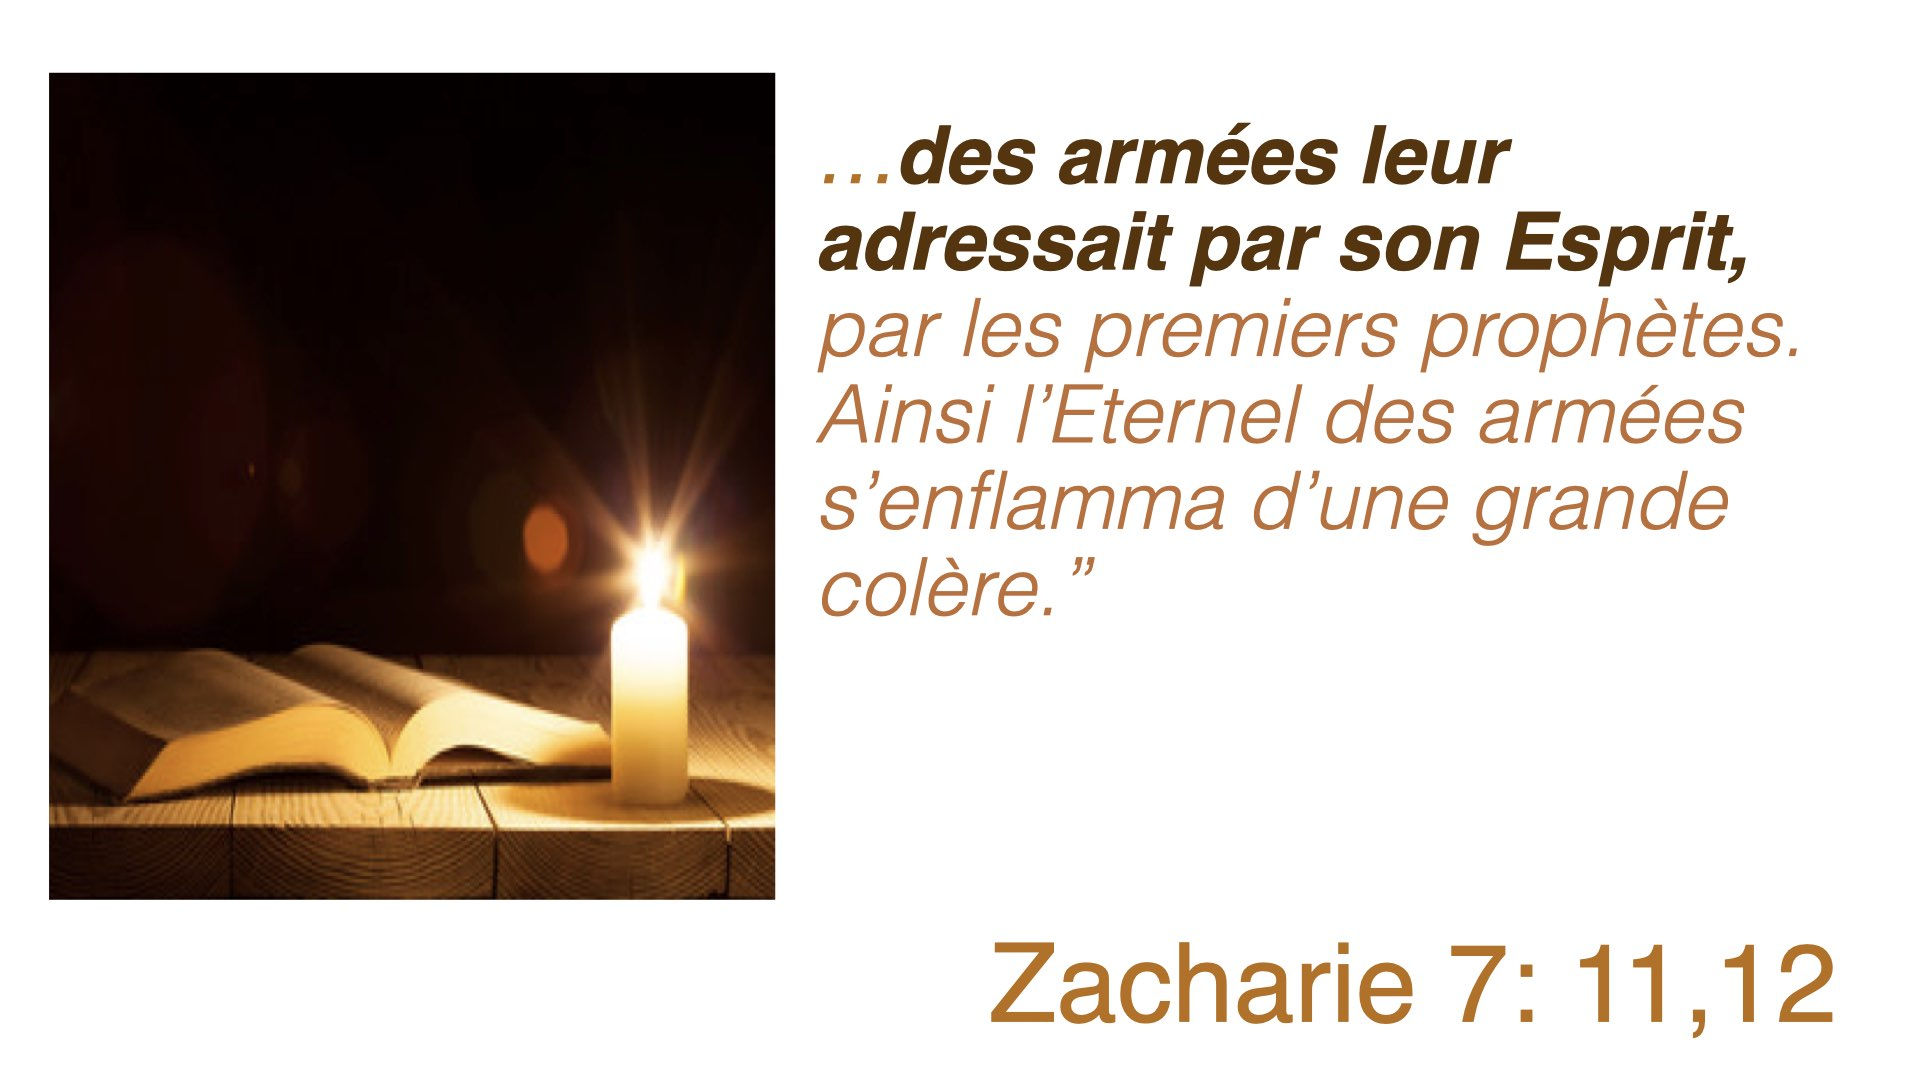 …des armées leur
adressait par son Esprit,
par les premiers prophètes.
Ainsi l’Eternel des armées
s’enflamma d’une grande
colère.”
Zacharie 7: 11,12